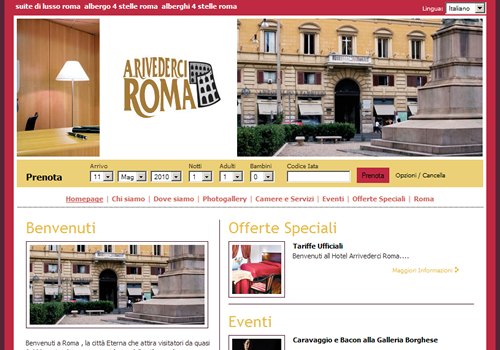 suite di lusso roma albergo 4 stelle roma alberghi 4 stelle roma
Lingua: Italiano
ARIVEDERCI
ROMA
Prenota
Arrivo Notti Adulti Bambini Codice Iata
11 Mag 2010 1 1 0 Prenota Opzioni / Cancella
Homepage | Chi siamo | Dove siamo | Photogallery | Camere e Servizi | Eventi | Offerte Speciali | Roma
Benvenuti
Offerte Speciali
Tariffe Ufficiali
Benvenuti all Hotel Arrivederci Roma....
Maggiori Informazioni >
Eventi
Caravaggio e Bacon alla Galleria Borghese
Benvenuti a Roma , la città Eterna che attira visitatori da quasi